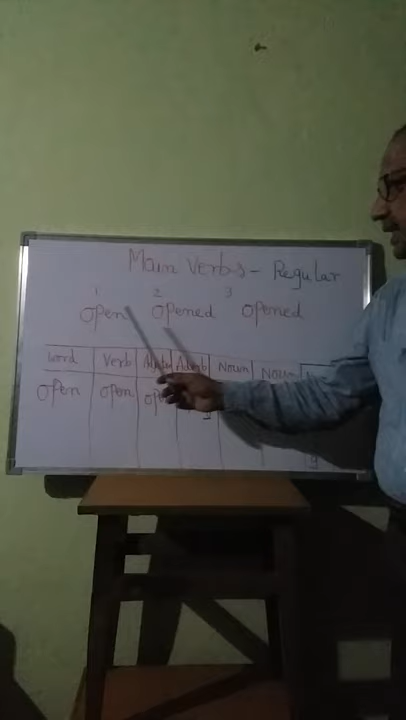 Main Verbs - Regular
1 2 3
open opened opened
Word Verb Adverb Noun Noun
open open